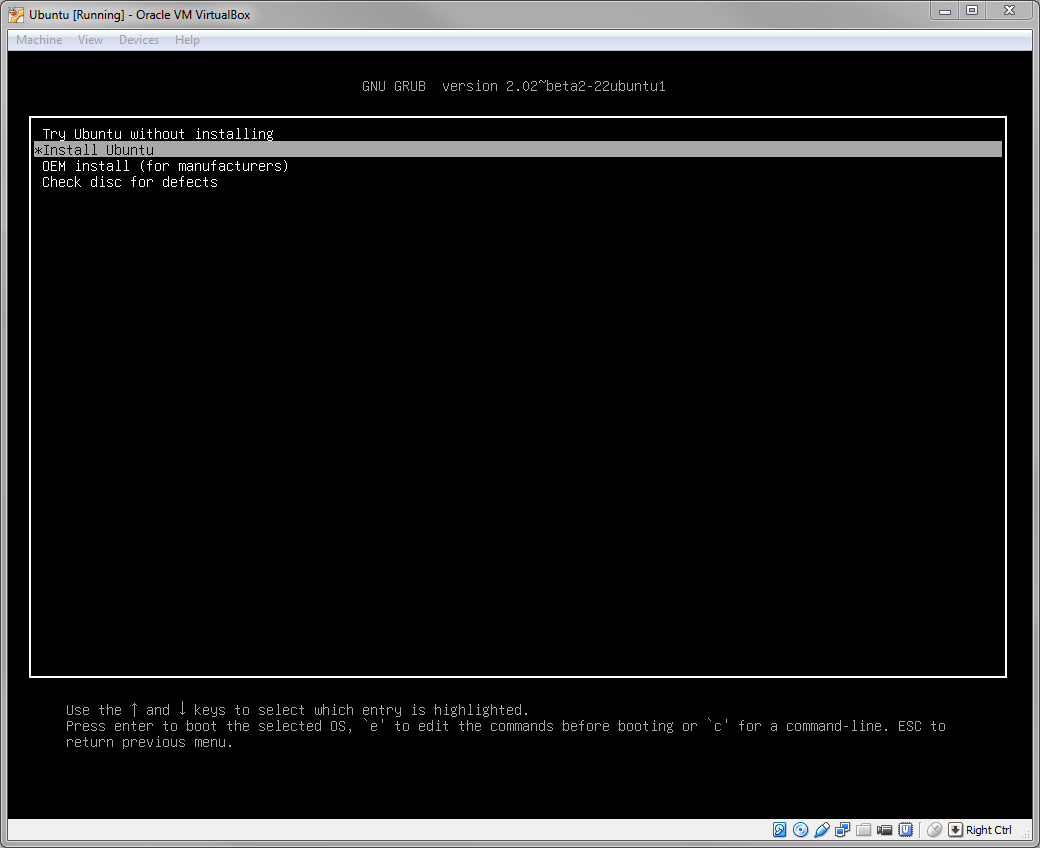 Ubuntu [Running] - Oracle VM VirtualBox
Machine View Devices Help
GNU GRUB  version 2.02~beta2-22ubuntu1
Try Ubuntu without installing
*Install Ubuntu
OEM install (for manufacturers)
Check disc for defects
Use the ↑ and ↓ keys to select which entry is highlighted.
Press enter to boot the selected OS, `e' to edit the commands before booting or `c' for a command-line. ESC to
return previous menu.
Right Ctrl